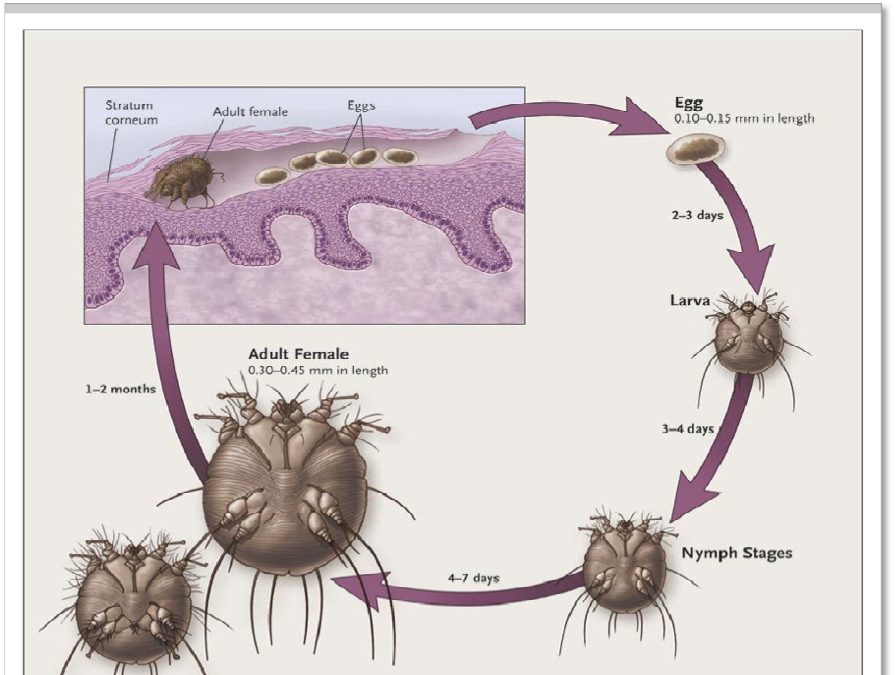 Stratum
corneum
Adult female
Eggs
Egg
0.10–0.15 mm in length
2–3 days
Larva
Adult Female
0.30–0.45 mm in length
1–2 months
3–4 days
Nymph Stages
4–7 days